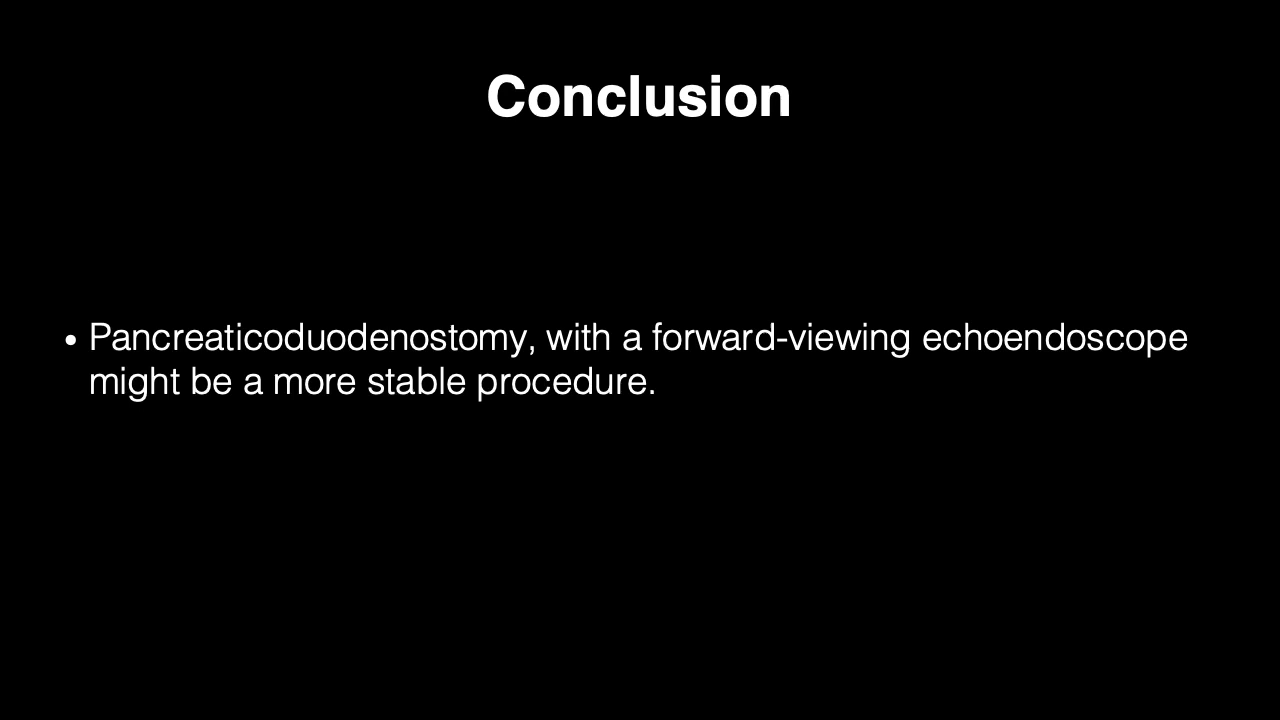 Conclusion
• Pancreaticoduodenostomy, with a forward-viewing echoendoscope
might be a more stable procedure.